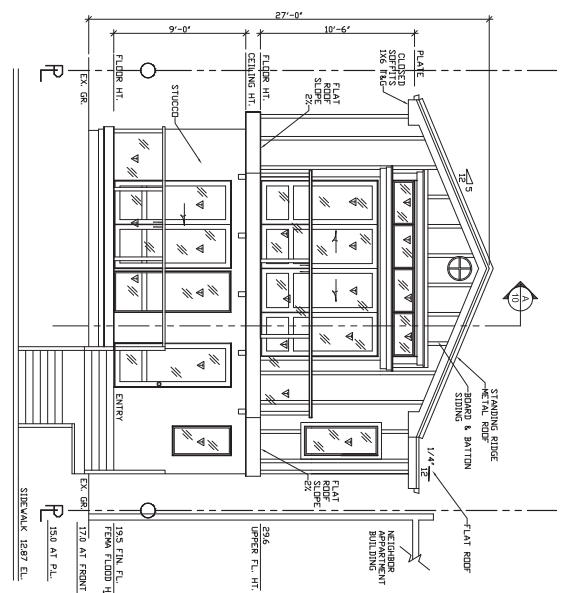 27'-0"
9'-0"
10'-6"
EX. GR.
FLOOR HT.
CEILING HT.
FLOOR HT.
PLATE
CLOSED
SOFFITS
1X6 T&G
STUCCO
FLAT
ROOF
SLOPE
2%
5
12
A
10
STANDING RIDGE
METAL ROOF
BOARD & BATTON
SIDING
1/4"
12
FLAT ROOF
ENTRY
FLAT
ROOF
SLOPE
2%
EX. GR.
SIDEWALK 12.87 EL.
15.0 AT P.L.
17.0 AT FRONT
19.5 FIN. FL.
FEMA FLOOD H
29.6
UPPER FL. HT.
NEIGHBOR
APPARTMENT
BUILDING